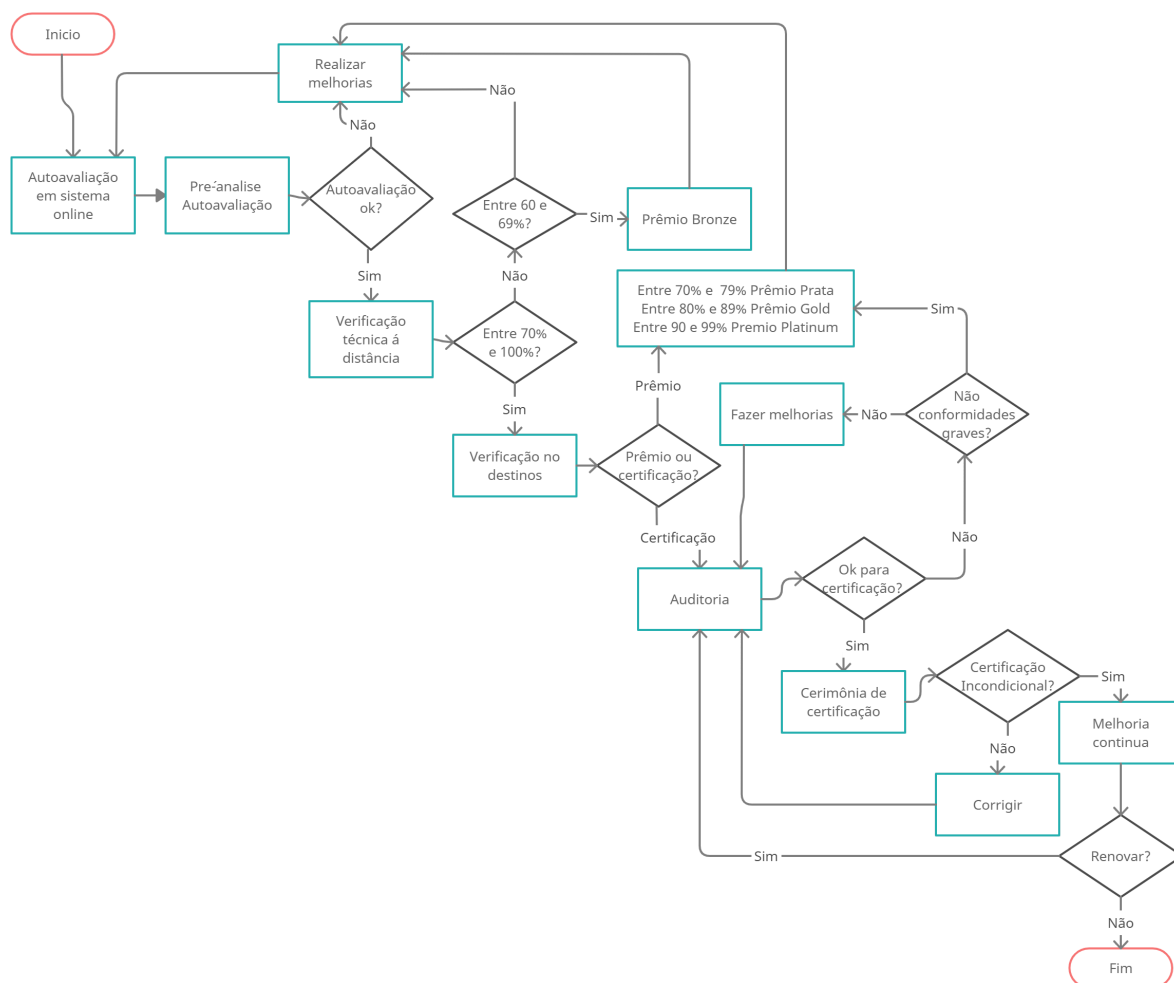 Inicio
Realizar
melhorias
Não
Não
Autoavaliação
em sistema
online
Pre-́analise
Autoavaliação
Autoavaliação
ok?
Entre 60 e
69%?
Sim
Prêmio Bronze
Sim
Não
Entre 70% e  79% Prêmio Prata
Entre 80% e 89% Prêmio Gold
Entre 90 e 99% Premio Platinum
Sim
Verificação
técnica á
distância
Entre 70%
e 100%?
Prêmio
Sim
Fazer melhorias
Não
Não
conformidades
graves?
Verificação no
destinos
Prêmio ou
certificação?
Certificação
Não
Auditoria
Ok para
certificação?
Sim
Cerimônia de
certificação
Certificação
Incondicional?
Sim
Melhoria
continua
Não
Corrigir
Sim
Renovar?
Não
Fim